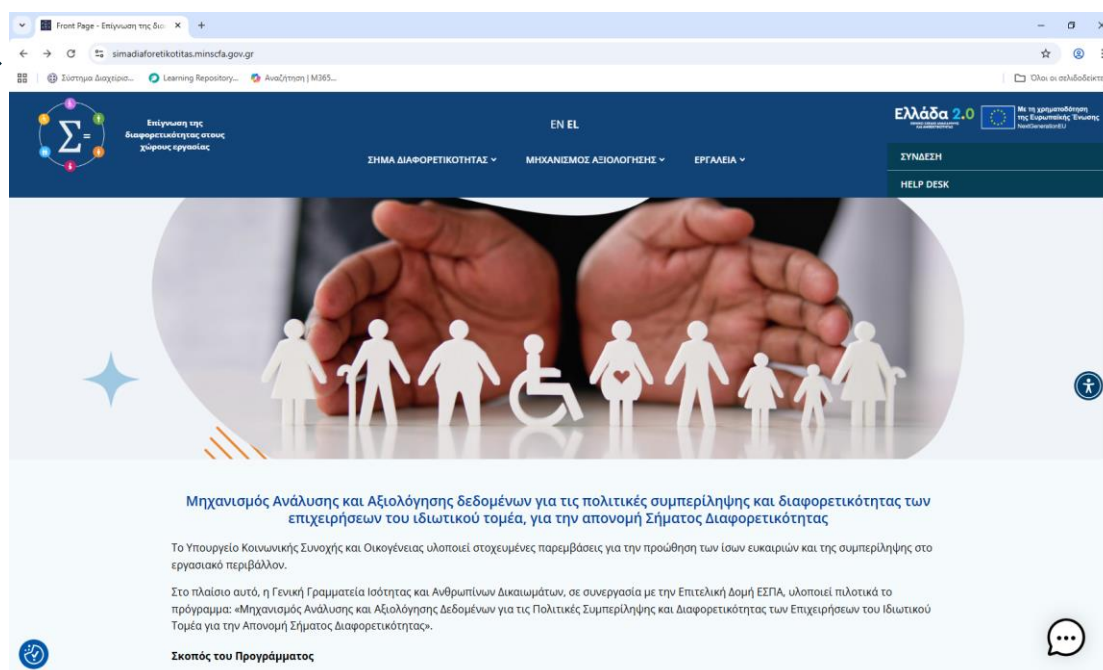 Front Page - Επίγνωση της δια
simadiaforetikotitas.minscfa.gov.gr
Σύστημα Διαχείρισ...
Learning Repository...
Αναζήτηση | M365...
Όλοι οι σελιδοδείκτε
Επίγνωση της
διαφορετικότητας στους
χώρους εργασίας
Σ=
EN EL
Ελλάδα 2.0
Με τη χρηματοδότηση
της Ευρωπαϊκής Ένωσης
NextGenerationEU
ΣΗΜΑ ΔΙΑΦΟΡΕΤΙΚΟΤΗΤΑΣ
ΜΗΧΑΝΙΣΜΟΣ ΑΞΙΟΛΟΓΗΣΗΣ
ΕΡΓΑΛΕΙΑ
ΣΥΝΔΕΣΗ
HELP DESK
Μηχανισμός Ανάλυσης και Αξιολόγησης δεδομένων για τις πολιτικές συμπερίληψης και διαφορετικότητας των
επιχειρήσεων του ιδιωτικού τομέα, για την απονομή Σήματος Διαφορετικότητας
Το Υπουργείο Κοινωνικής Συνοχής και Οικογένειας υλοποιεί στοχευμένες παρεμβάσεις για την προώθηση των ίσων ευκαιριών και της συμπερίληψης στο
εργασιακό περιβάλλον.
Στο πλαίσιο αυτό, η Γενική Γραμματεία Ισότητας και Ανθρωπίνων Δικαιωμάτων, σε συνεργασία με την Επιτελική Δομή ΕΣΠΑ, υλοποιεί πιλοτικά το
πρόγραμμα: «Μηχανισμός Ανάλυσης και Αξιολόγησης Δεδομένων για τις Πολιτικές Συμπερίληψης και Διαφορετικότητας των Επιχειρήσεων του Ιδιωτικού
Τομέα για την Απονομή Σήματος Διαφορετικότητας».
Σκοπός του Προγράμματος